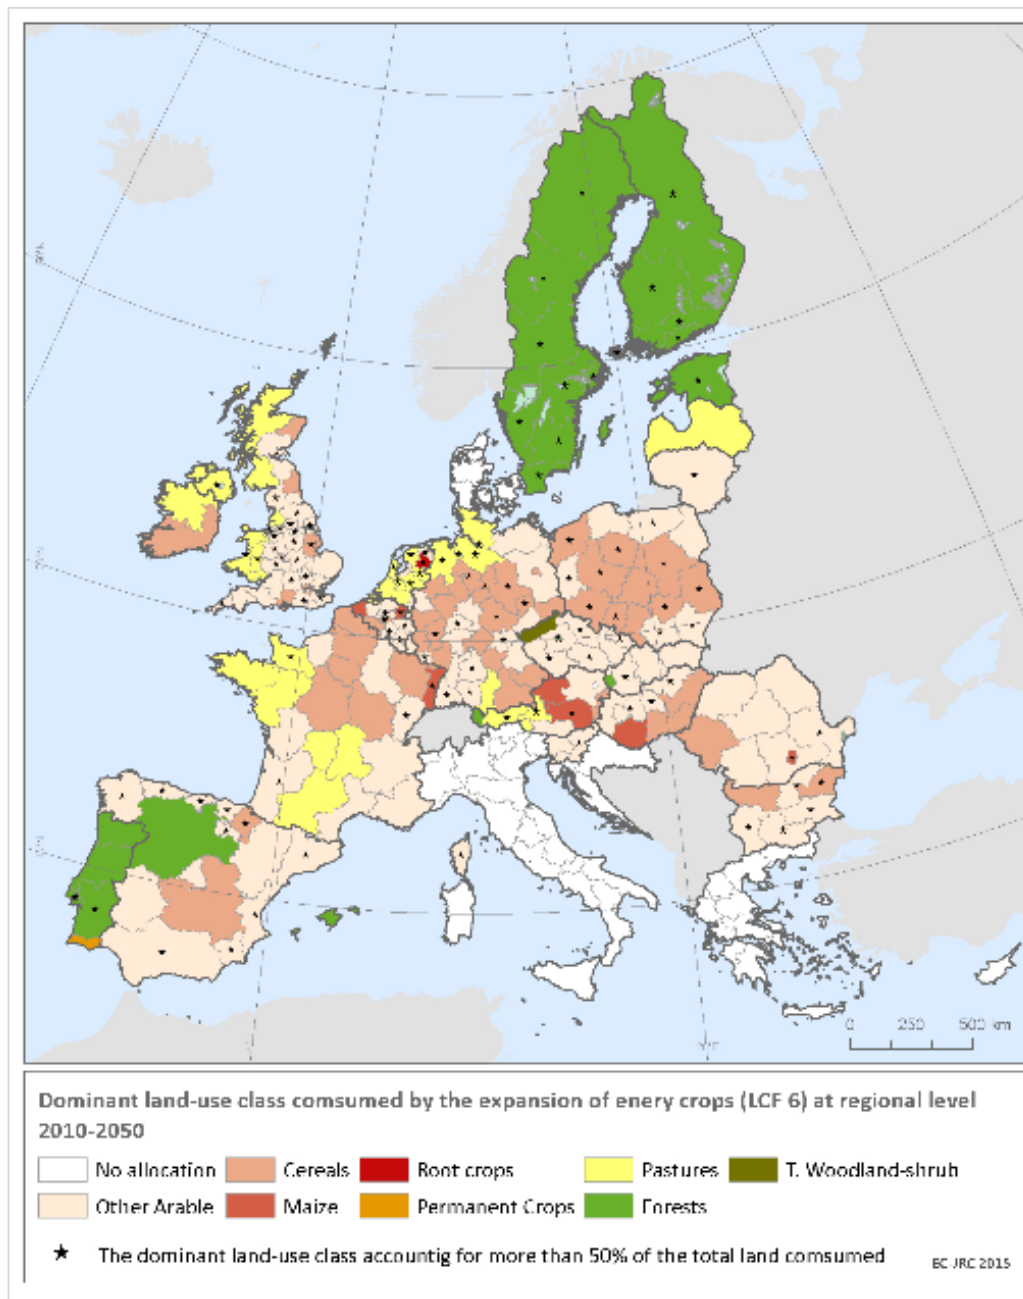 0 250 500 km
Dominant land-use class comsumed by the expansion of enery crops (LCF 6) at regional level
2010-2050
No allocation Cereals Root crops Pastures T. Woodland-shrub
Other Arable Maize Permanent Crops Forests
★ The dominant land-use class accountig for more than 50% of the total land comsumed
EC JRC 2015